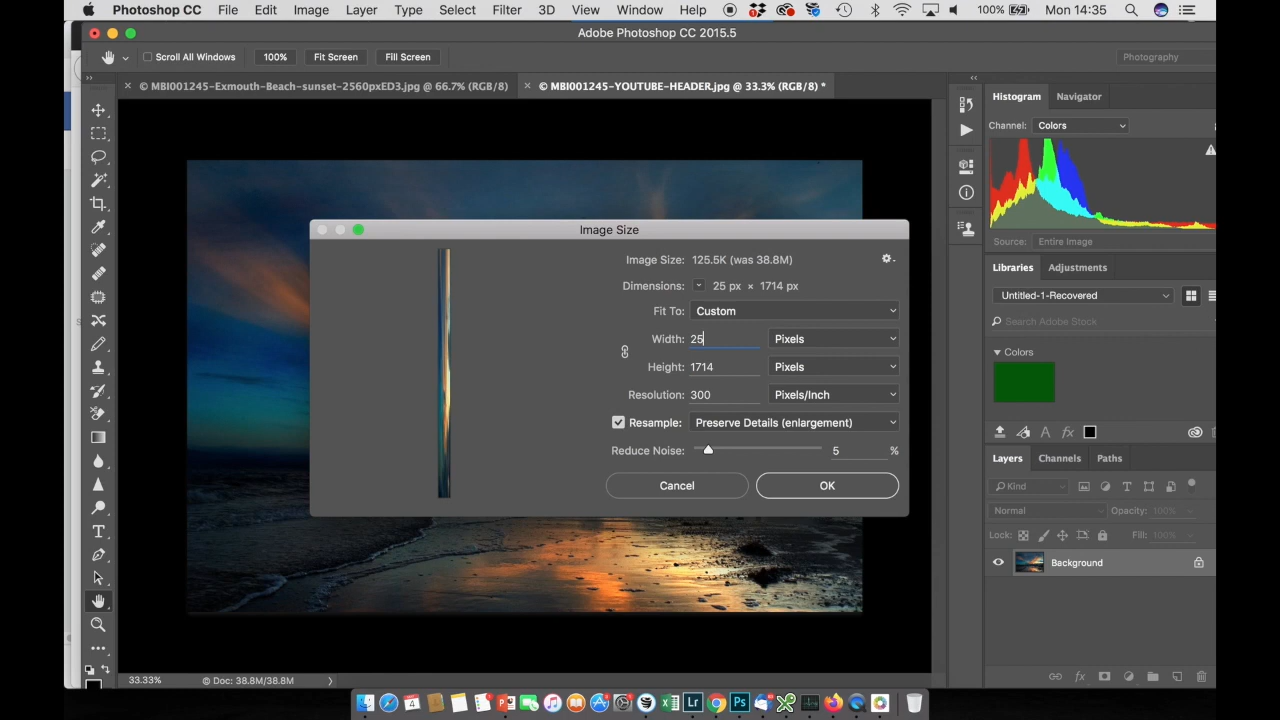 Photoshop CC File Edit Image Layer Type Select Filter 3D View Window Help 100% Mon 14:35
Adobe Photoshop CC 2015.5
Scroll All Windows 100% Fit Screen Fill Screen Photography
© MBI001245-Exmouth-Beach-sunset-2560pxED3.jpg @ 66.7% (RGB/8) © MBI001245-YOUTUBE-HEADER.jpg @ 33.3% (RGB/8) *
Histogram Navigator
Channel: Colors
Source: Entire Image
Libraries Adjustments
Untitled-1-Recovered
Search Adobe Stock
Colors
Layers Channels Paths
Kind
Normal Opacity: 100%
Lock: Fill: 100%
Background
Image Size
Image Size: 125.5K (was 38.8M)
Dimensions: 25 px × 1714 px
Fit To: Custom
Width: 25 Pixels
Height: 1714 Pixels
Resolution: 300 Pixels/Inch
Resample: Preserve Details (enlargement)
Reduce Noise: 5 %
Cancel OK
33.33% © Doc: 38.8M/38.8M
4 Lr Ps